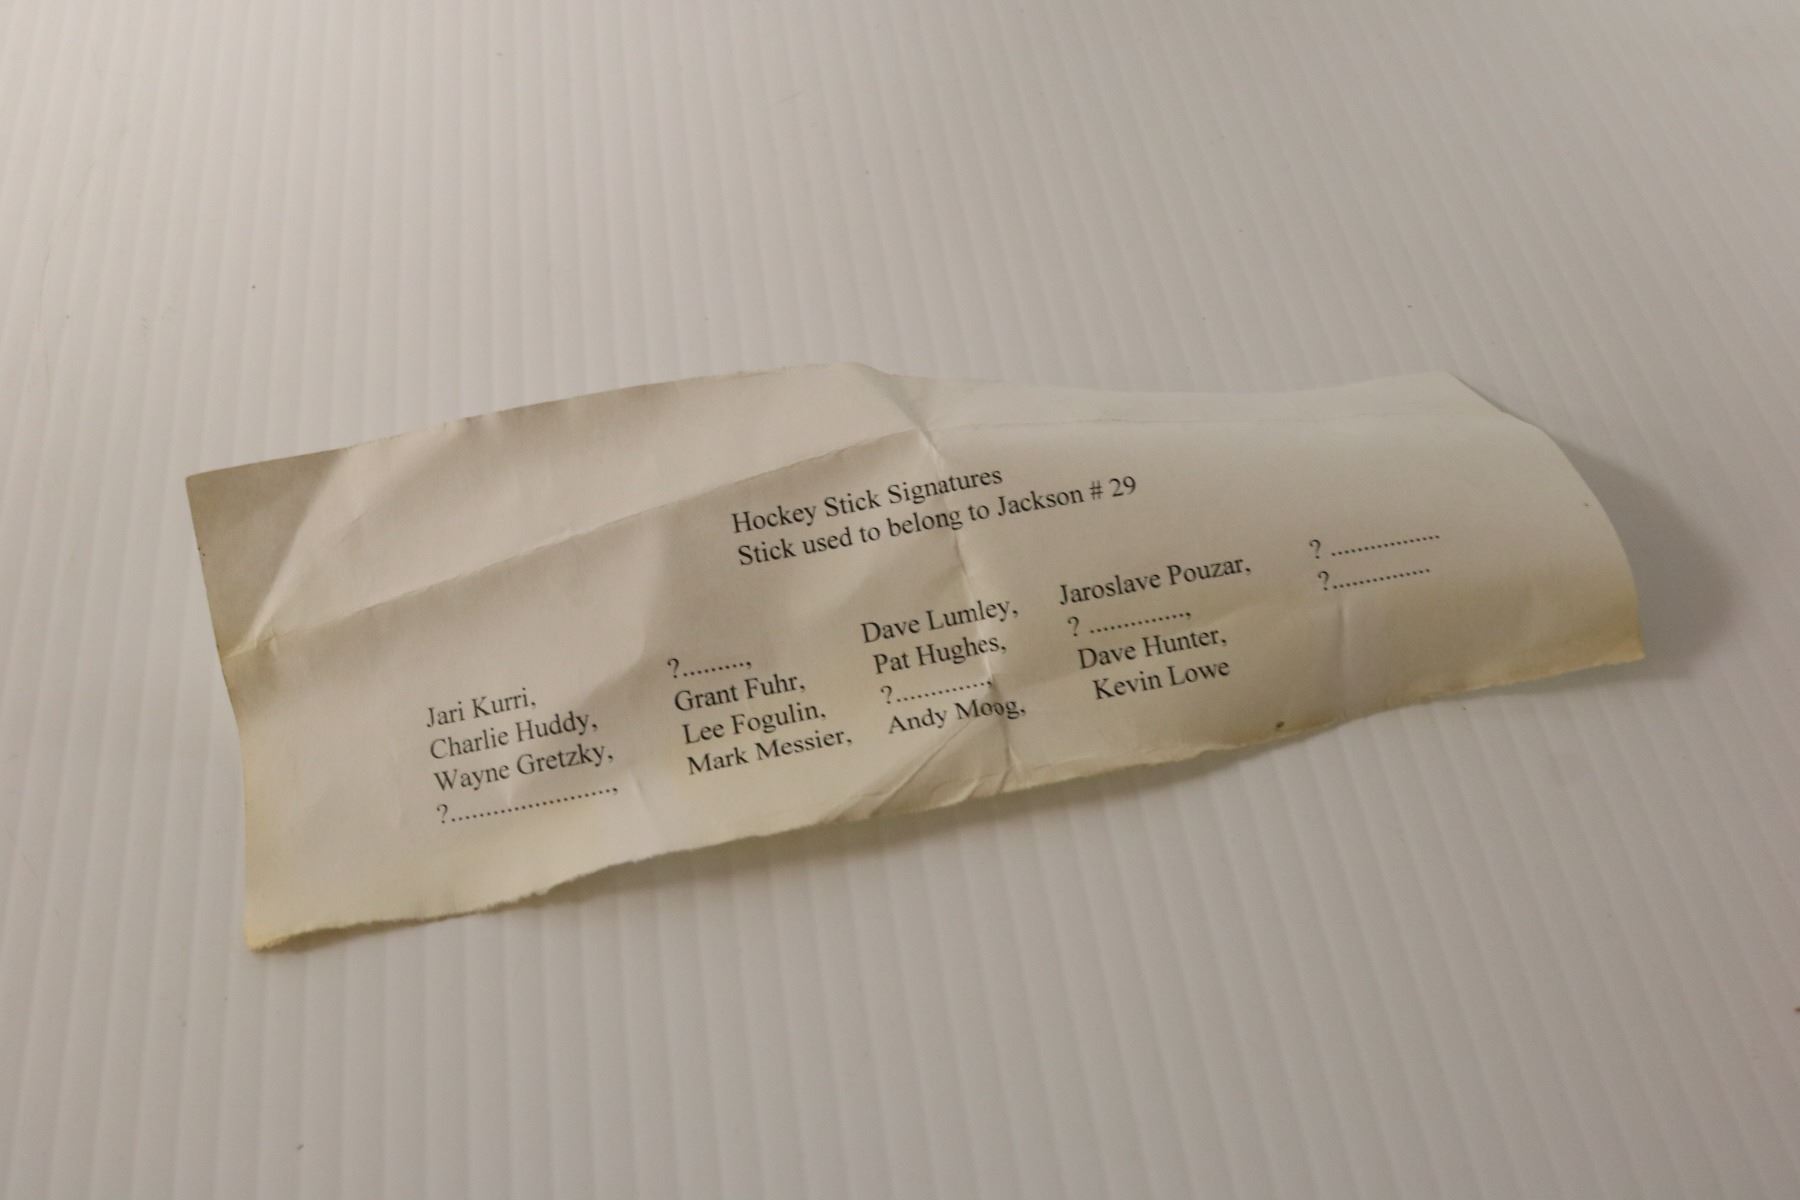 Hockey Stick Signatures
Stick used to belong to Jackson # 29
Jari Kurri,
Charlie Huddy,
Wayne Gretzky,
?......................,
?.........,
Grant Fuhr,
Lee Fogulin,
Mark Messier,
Dave Lumley,
Pat Hughes,
?.............,
Andy Moog,
Jaroslave Pouzar,
? .............,
Dave Hunter,
Kevin Lowe
? ...............
?..............